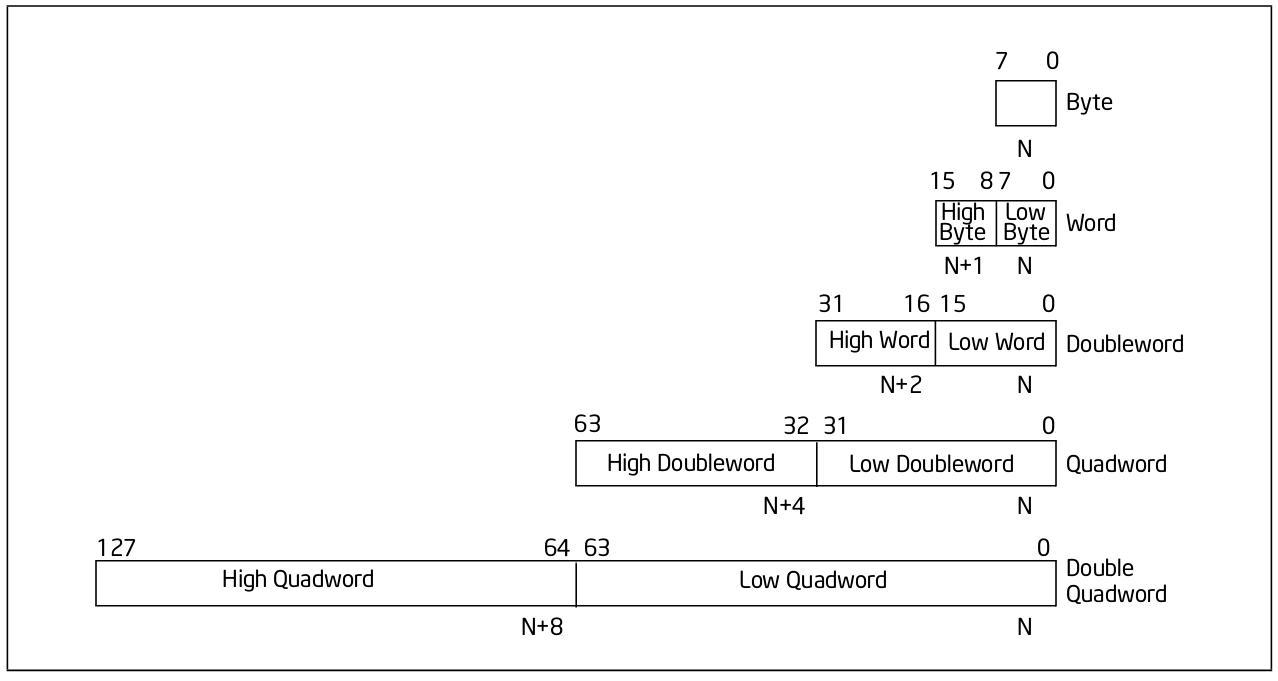 7 0
Byte
N
15 8 7 0
High Byte
Low Byte
Word
N+1 N
31 16 15 0
High Word Low Word Doubleword
N+2 N
63 32 31 0
High Doubleword Low Doubleword Quadword
N+4 N
127 64 63 0
High Quadword Low Quadword
Double
Quadword
N+8 N